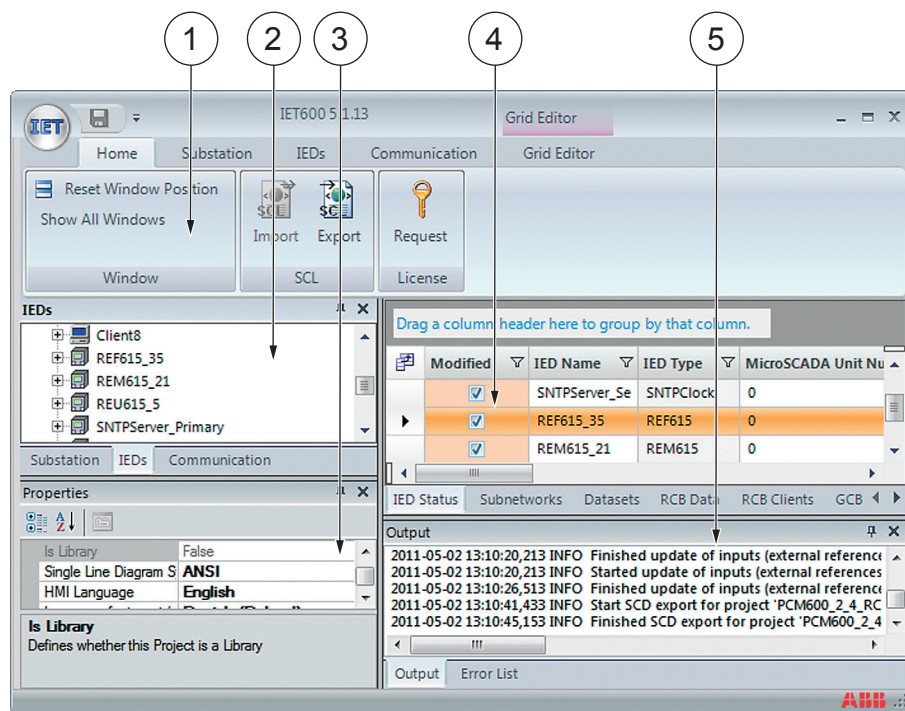 1 2 3 4 5
IET
IET600 5.1.13
Grid Editor
Home Substation IEDs Communication Grid Editor
Reset Window Position
Show All Windows
Window
SCL SCL
Import Export
SCL
Request
License
IEDs
Client8
REF615_35
REM615_21
REU615_5
SNTPServer_Primary
Substation IEDs Communication
Properties
Is Library False
Single Line Diagram S ANSI
HMI Language English
Is Library
Defines whether this Project is a Library
Drag a column header here to group by that column.
Modified IED Name IED Type MicroSCADA Unit Nu
SNTPServer_Se SNTPClock 0
REF615_35 REF615 0
REM615_21 REM615 0
IED Status Subnetworks Datasets RCB Data RCB Clients GCB
Output
2011-05-02 13:10:20,213 INFO Finished update of inputs (external reference
2011-05-02 13:10:20,213 INFO Started update of inputs (external references
2011-05-02 13:10:26,513 INFO Finished update of inputs (external reference
2011-05-02 13:10:41,433 INFO Start SCD export for project 'PCM600_2_4_RC
2011-05-02 13:10:45,153 INFO Finished SCD export for project 'PCM600_2_4
Output Error List
ABB